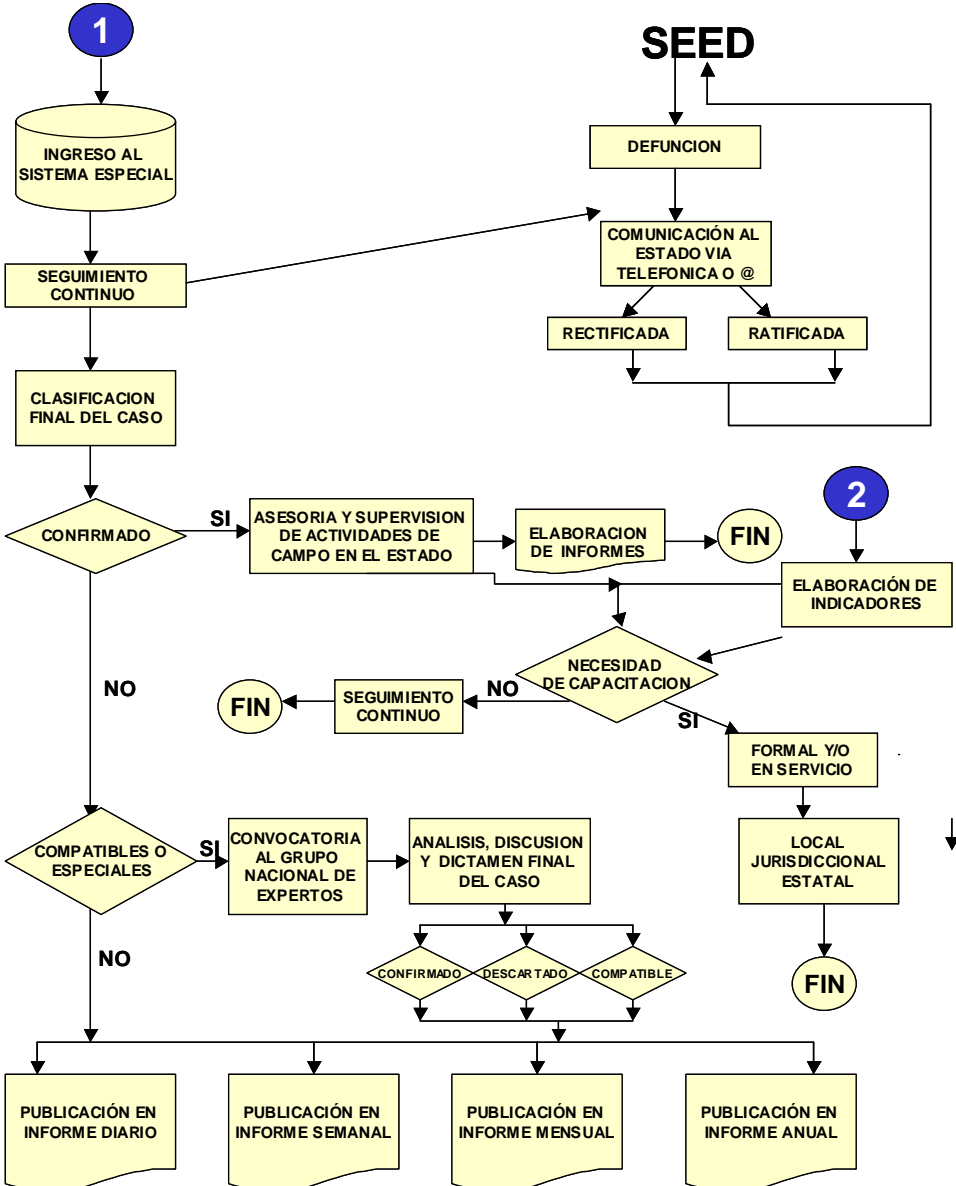 1
SEED
INGRESO AL
SISTEMA ESPECIAL
DEFUNCION
COMUNICACIÓN AL
ESTADO VIA
TELEFONICA O @
SEGUIMIENTO
CONTINUO
RECTIFICADA
RATIFICADA
CLASIFICACION
FINAL DEL CASO
2
CONFIRMADO
SI
ASESORIA Y SUPERVISION
DE ACTIVIDADES DE
CAMPO EN EL ESTADO
ELABORACION
DE INFORMES
FIN
ELABORACIÓN DE
INDICADORES
NECESIDAD
DE CAPACITACION
NO
NO
SEGUIMIENTO
CONTINUO
FIN
SI
FORMAL Y/O
EN SERVICIO
.
COMPATIBLES O
ESPECIALES
SI
CONVOCATORIA
AL GRUPO
NACIONAL DE
EXPERTOS
ANALISIS, DISCUSION
Y DICTAMEN FINAL
DEL CASO
LOCAL
JURISDICCIONAL
ESTATAL
NO
CONFIRMADO
DESCARTADO
COMPATIBLE
FIN
PUBLICACIÓN EN
INFORME DIARIO
PUBLICACIÓN EN
INFORME SEMANAL
PUBLICACIÓN EN
INFORME MENSUAL
PUBLICACIÓN EN
INFORME ANUAL